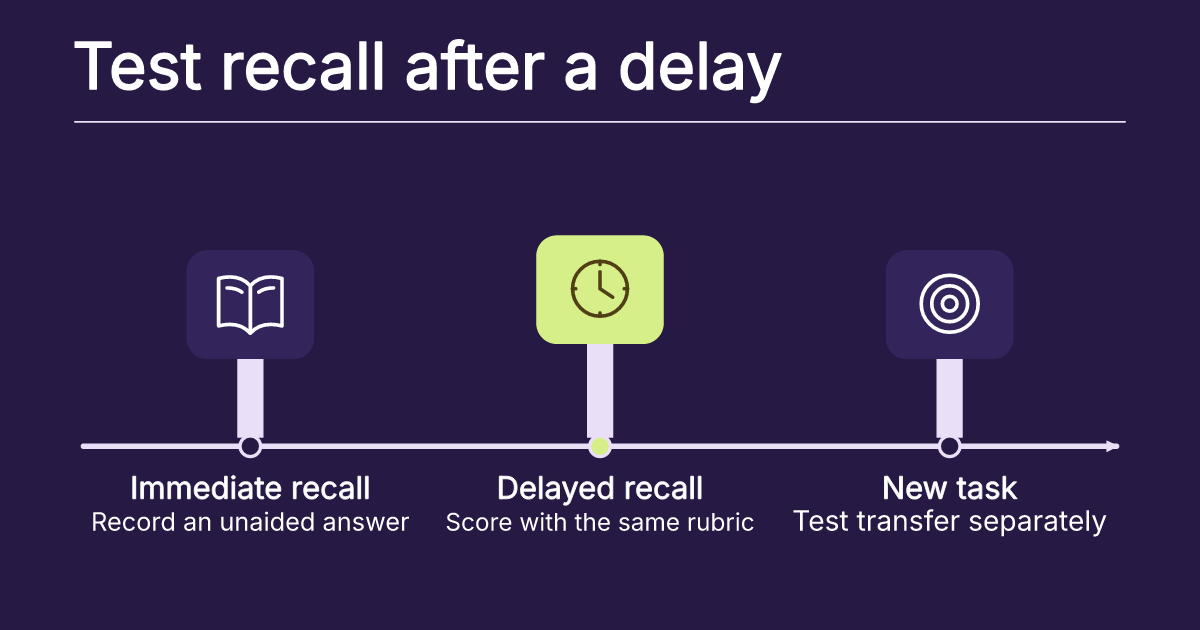 Test recall after a delay
Immediate recall
Record an unaided answer
Delayed recall
Score with the same rubric
New task
Test transfer separately